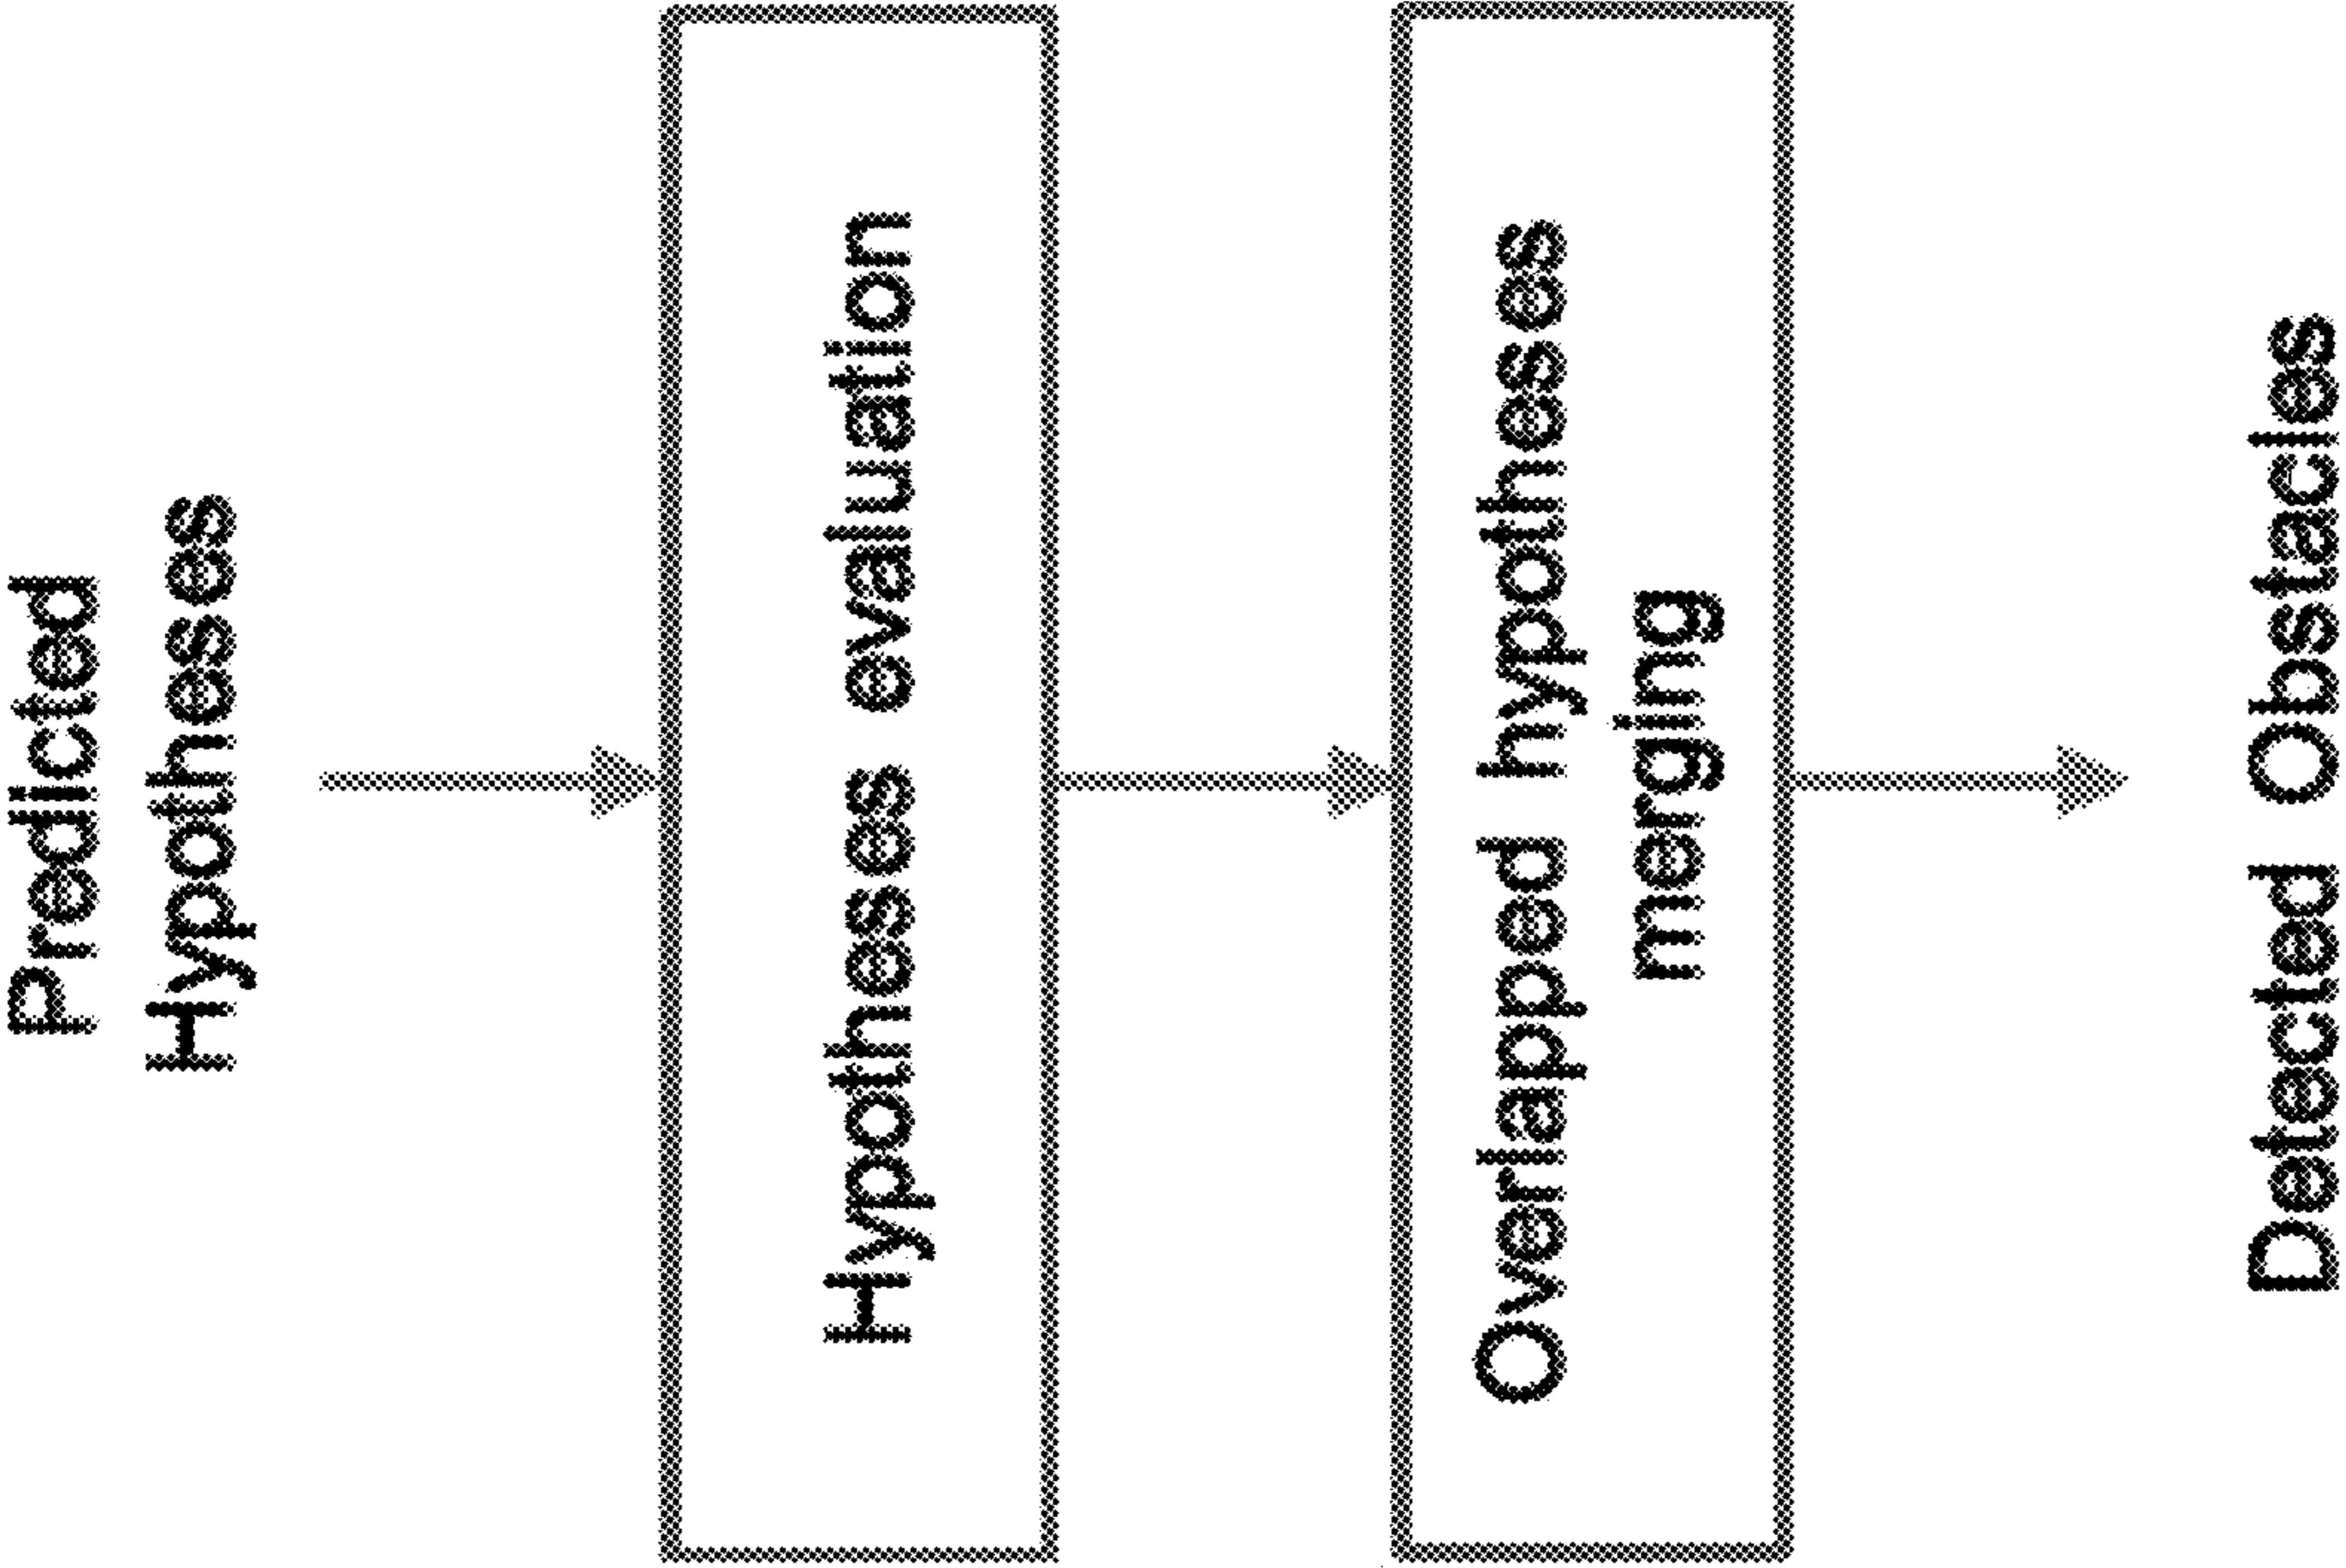 Predicted
Hypotheses
Hypotheses evaluation
Overlapped hypotheses
merging
Detected Obstacles